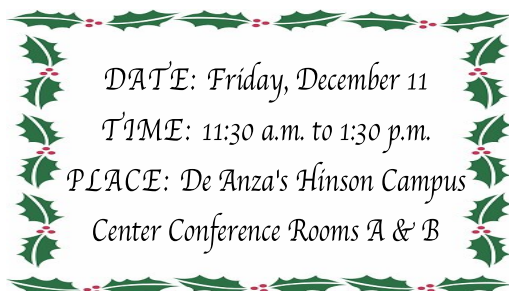 DATE: Friday, December 11
TIME: 11:30 a.m. to 1:30 p.m.
PLACE: De Anza's Hinson Campus
Center Conference Rooms A & B